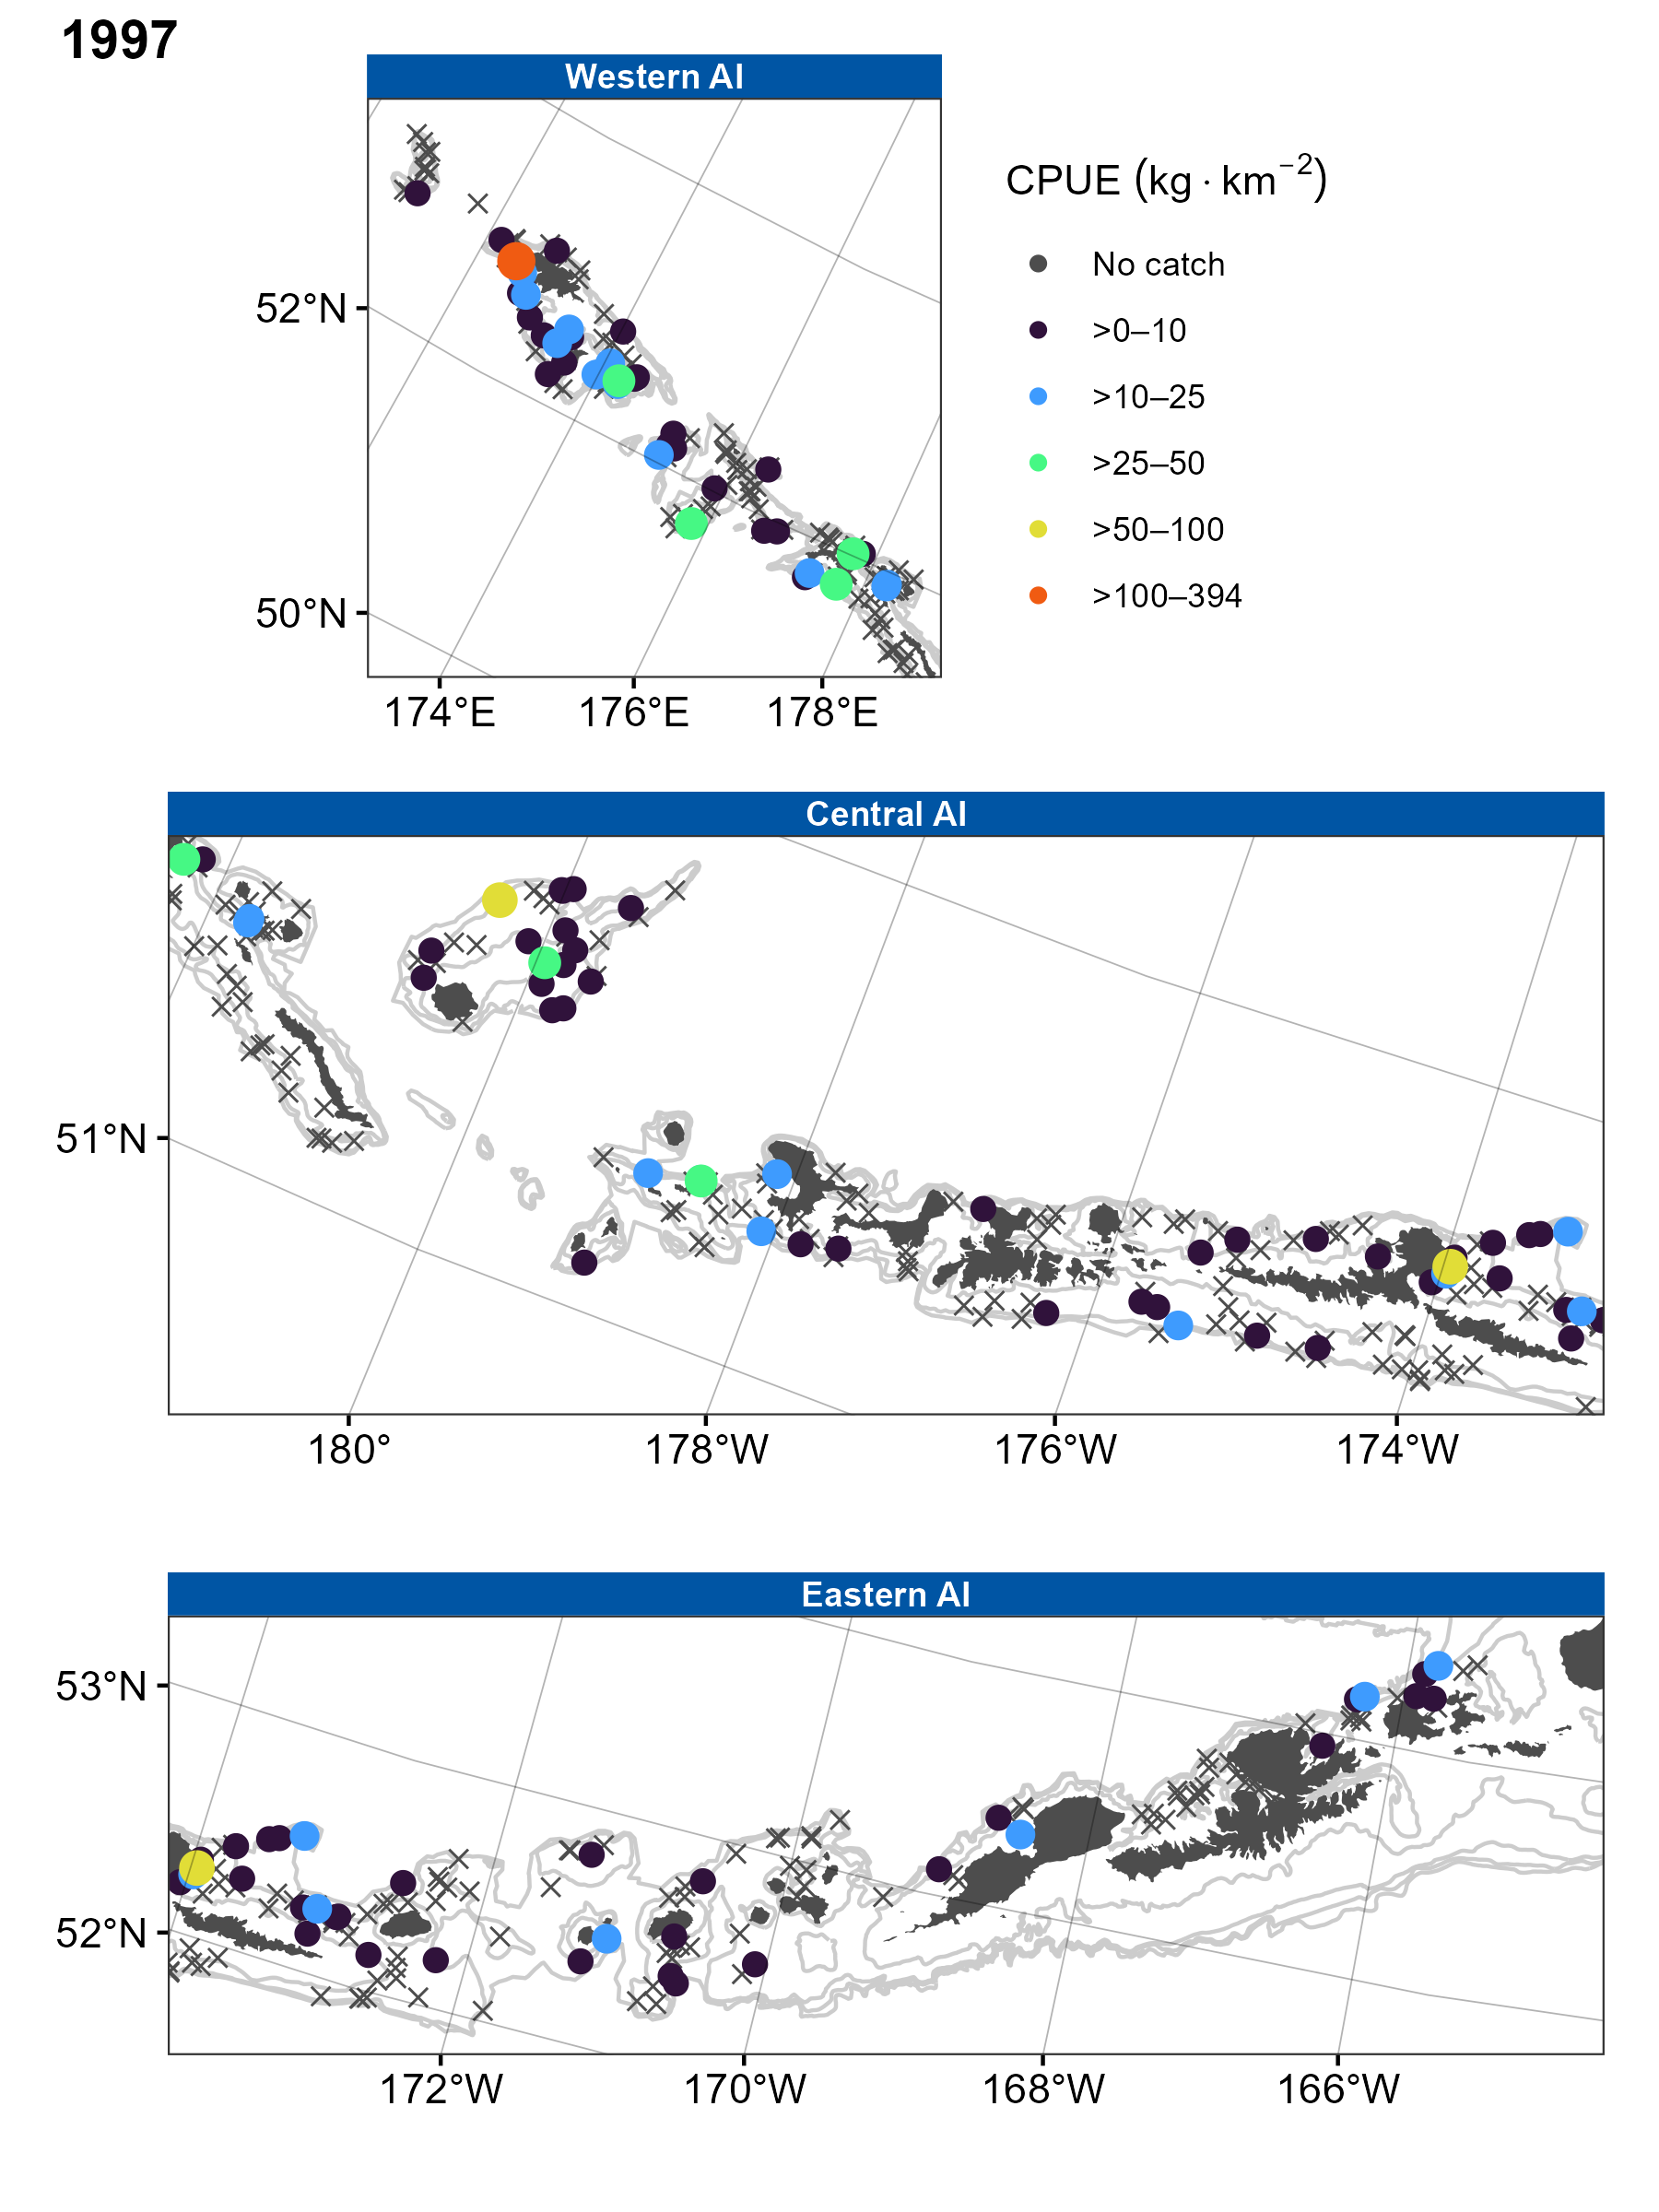 1997
Western AI
CPUE (kg · km⁻²)
No catch
>0–10
>10–25
>25–50
>50–100
>100–394
52°N
50°N
174°E 176°E 178°E
Central AI
51°N
180° 178°W 176°W 174°W
Eastern AI
53°N
52°N
172°W 170°W 168°W 166°W